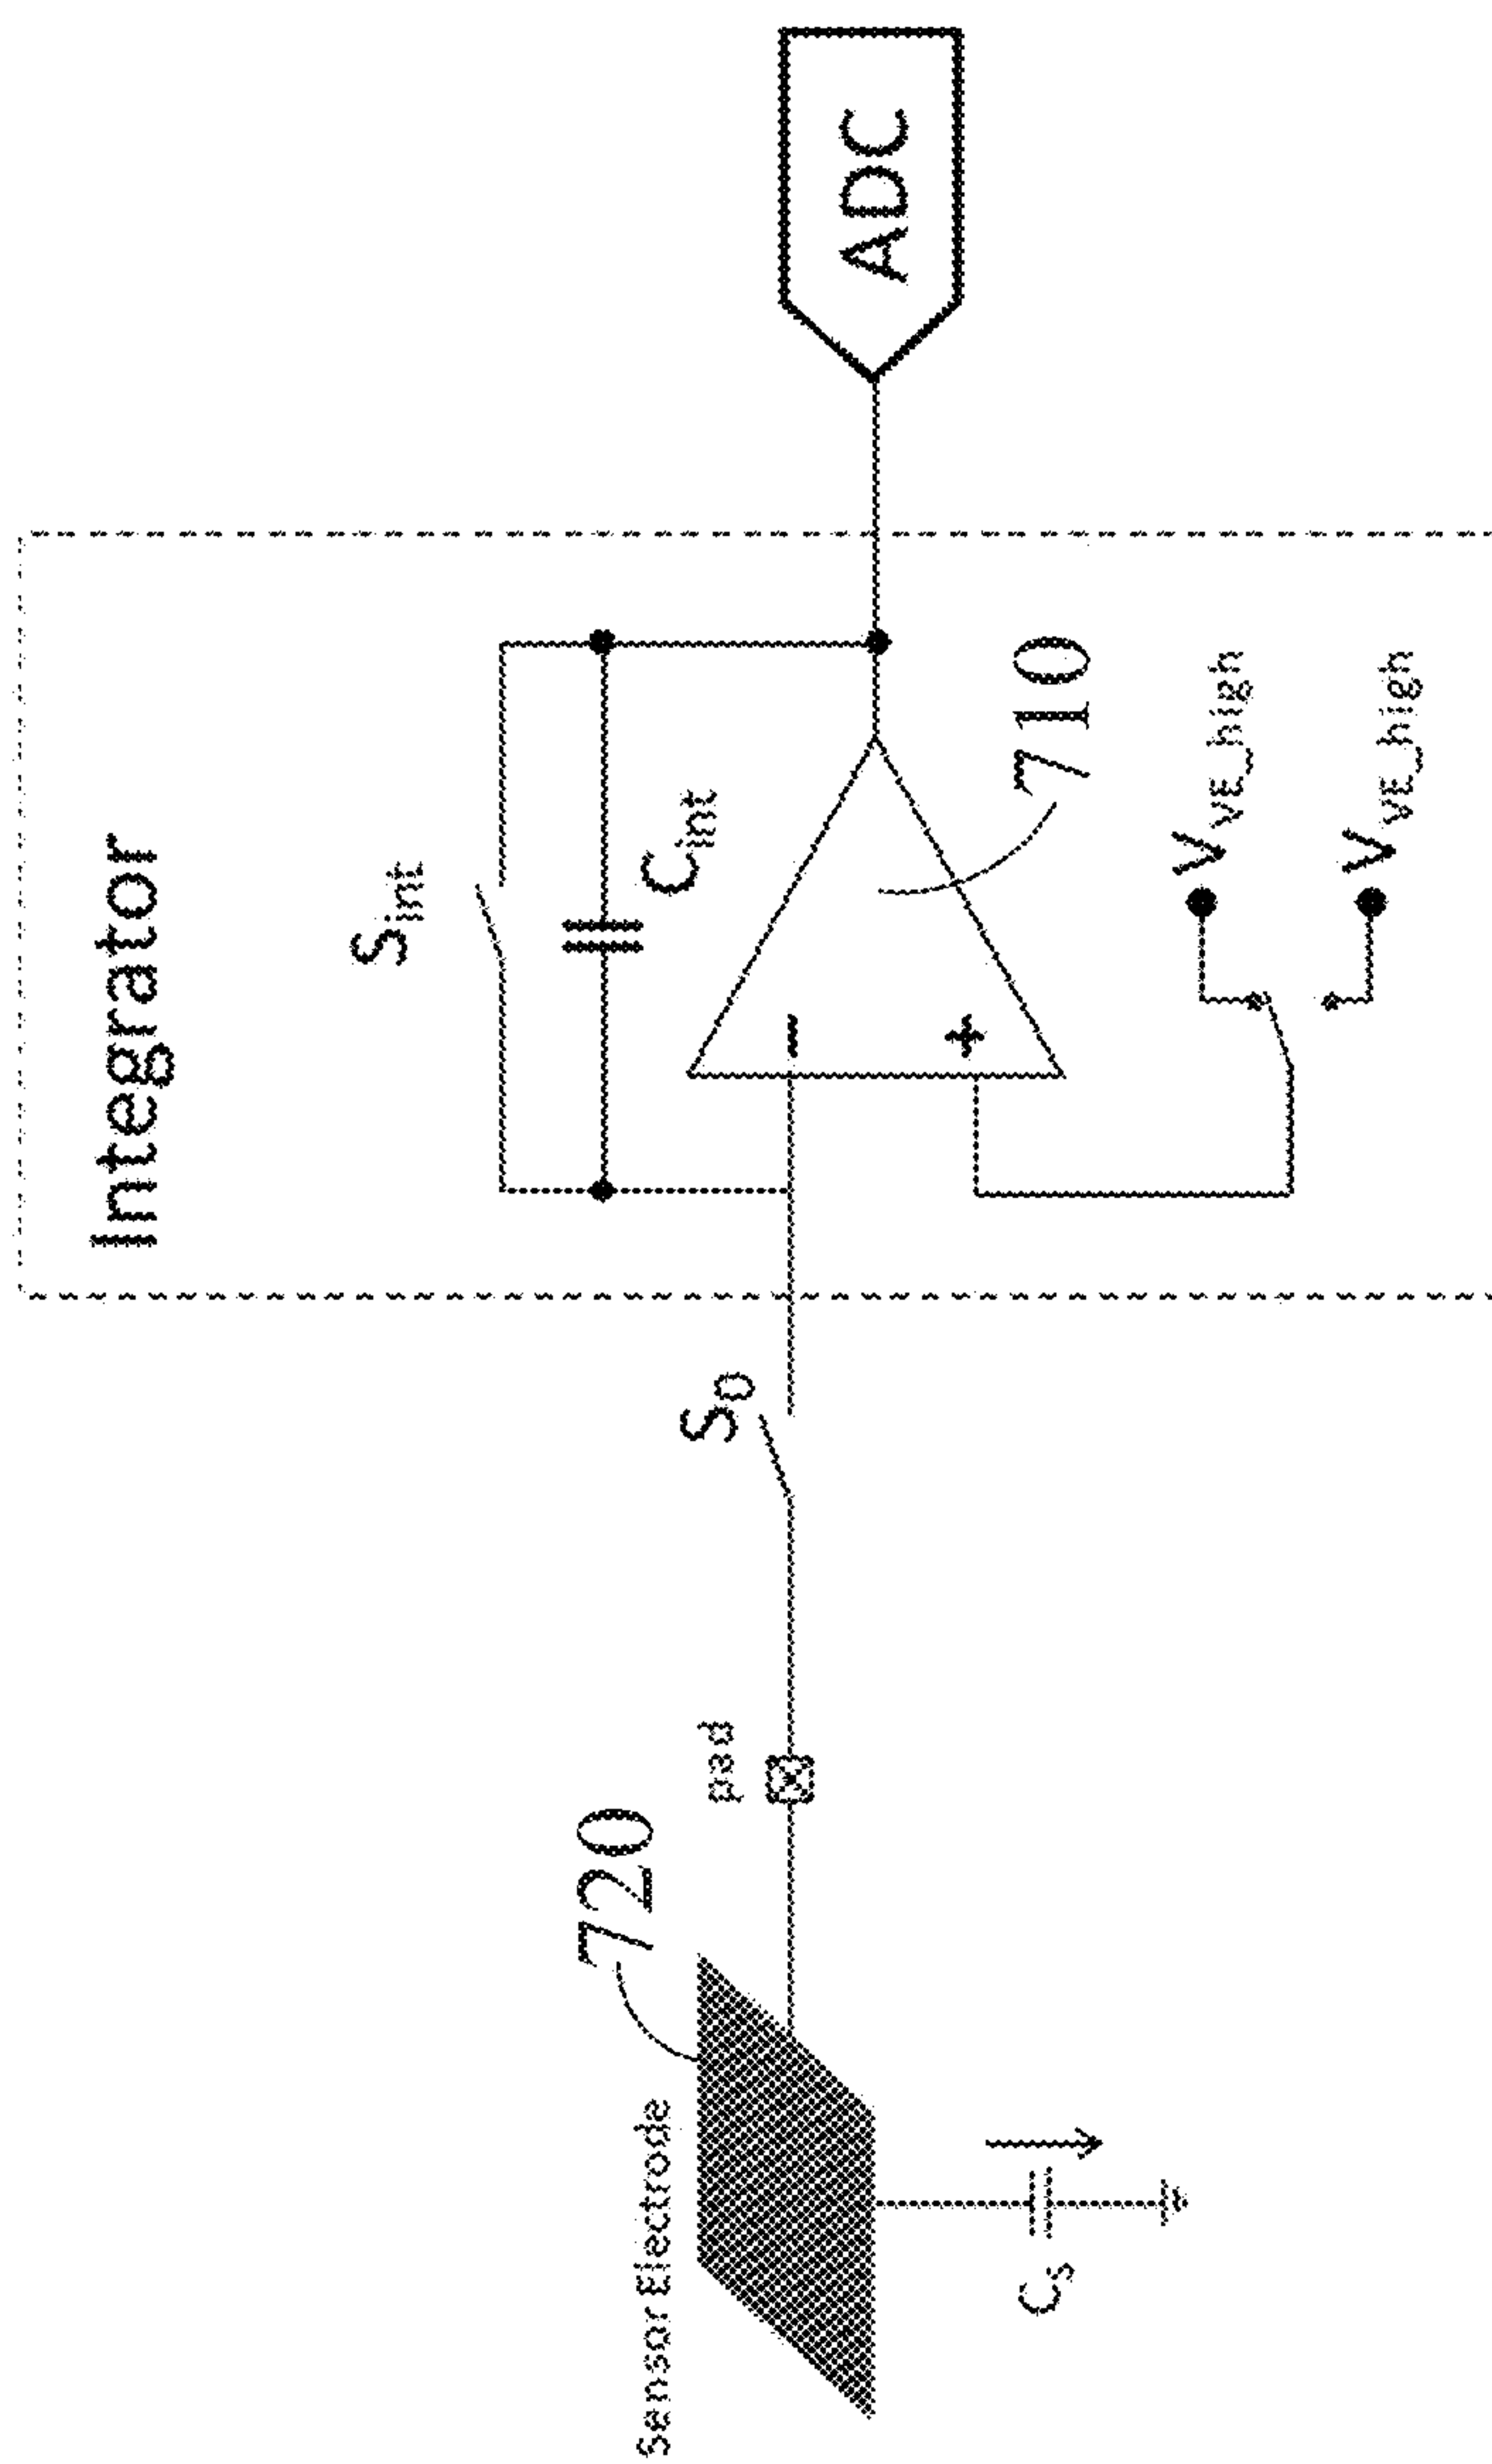 Integrator
S_int
C_int
710
V_VE_high
V_VE_high
ADC
S_0
pad
720
Sensor Electrode
C_s
−
+